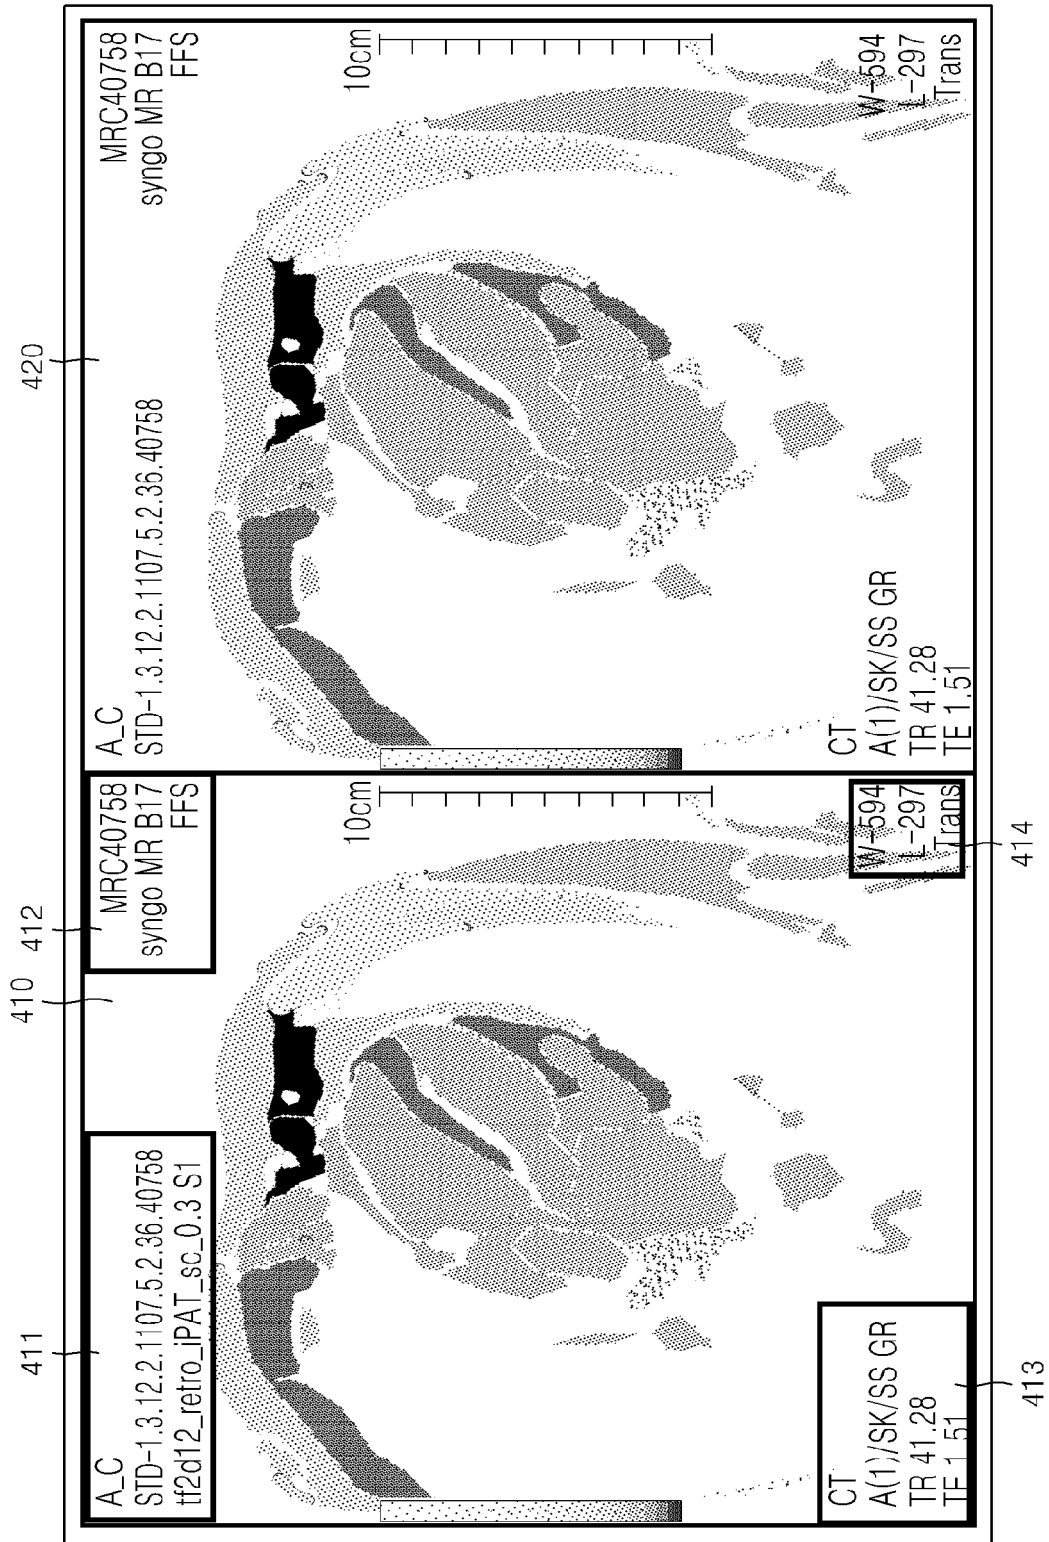 411
410
412
420
A_C
STD-1.3.12.2.1107.5.2.36.40758
tf2d12_retro_iPAT_sc_0.3 S1
MRC40758
syngo MR B17
FFS
10cm
CT
A(1)/SK/SS GR
TR 41.28
TE 1.51
W-594
L-297
Trans
A_C
STD-1.3.12.2.1107.5.2.36.40758
MRC40758
syngo MR B17
FFS
10cm
CT
A(1)/SK/SS GR
TR 41.28
TE 1.51
W-594
L-297
Trans
413
414